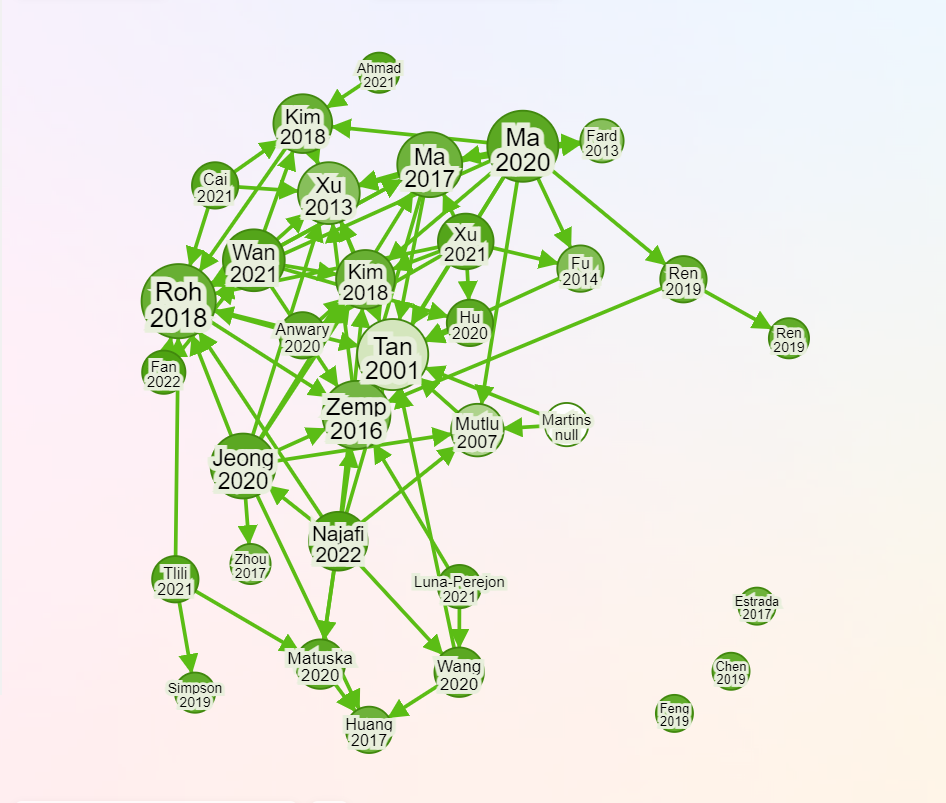 Ahmad
2021
Kim
2018
Ma
2020
Fard
2013
Ma
2017
Cai
2021
Xu
2013
Xu
2021
Wan
2021
Kim
2018
Fu
2014
Ren
2019
Roh
2018
Hu
2020
Anwary
2020
Ren
2019
Tan
2001
Fan
2022
Zemp
2016
Mutlu
2007
Martins
null
Jeong
2020
Najafi
2022
Zhou
2017
Tlili
2021
Luna-Perejon
2021
Estrada
2017
Matuska
2020
Wang
2020
Chen
2019
Simpson
2019
Feng
2019
Huang
2017